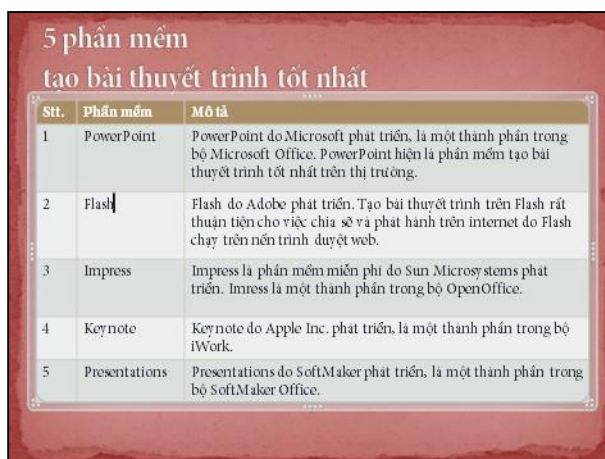 5 phần mềm
tạo bài thuyết trình tốt nhất
Stt. Phần mềm Mô tả
1 PowerPoint PowerPoint do Microsoft phát triển, là một thành phần trong
bộ Microsoft Office. PowerPoint hiện là phần mềm tạo bài
thuyết trình tốt nhất trên thị trường.
2 Flash Flash do Adobe phát triển. Tạo bài thuyết trình trên Flash rất
thuận tiện cho việc chia sẽ và phát hành trên internet do Flash
chạy trên nền trình duyệt web.
3 Impress Impress là phần mềm miễn phí do Sun Microsystems phát
triển. Imress là một thành phần trong bộ OpenOffice.
4 Keynote Keynote do Apple Inc. phát triển, là một thành phần trong bộ
iWork.
5 Presentations Presentations do SoftMaker phát triển, là một thành phần trong
bộ SoftMaker Office.